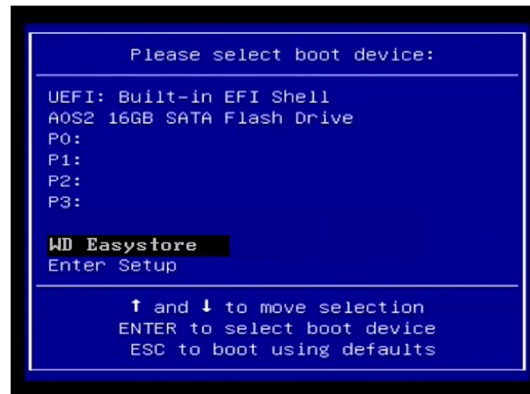 Please select boot device:
UEFI: Built-in EFI Shell
AOS2 16GB SATA Flash Drive
P0:
P1:
P2:
P3:
WD Easystore
Enter Setup
↑ and ↓ to move selection
ENTER to select boot device
ESC to boot using defaults